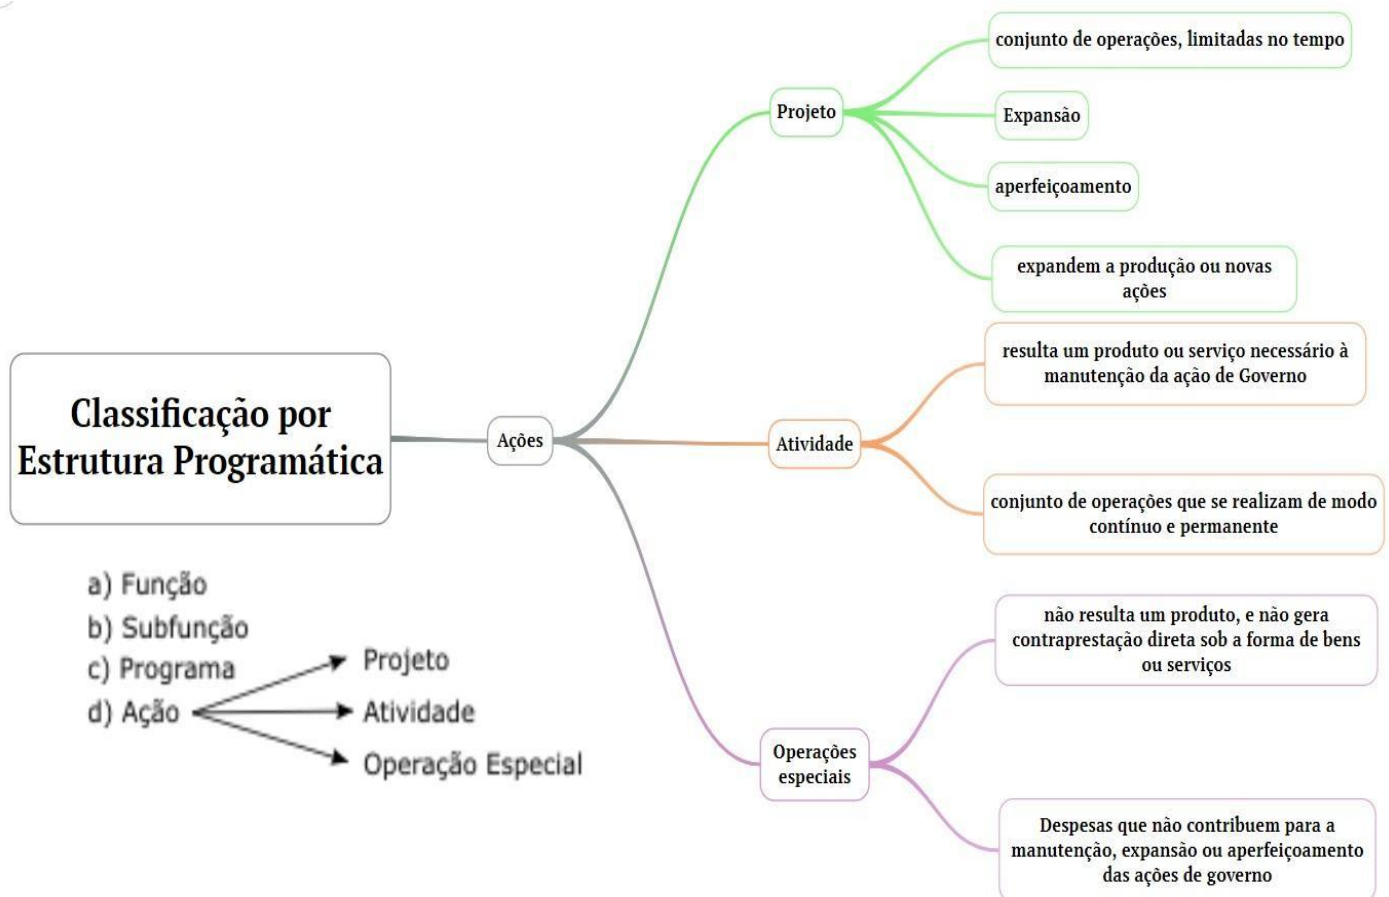 conjunto de operações, limitadas no tempo
Projeto
Expansão
aperfeiçoamento
expandem a produção ou novas
ações
Classificação por
Estrutura Programática
Ações
Atividade
resulta um produto ou serviço necessário à
manutenção da ação de Governo
conjunto de operações que se realizam de modo
contínuo e permanente
Operações
especiais
não resulta um produto, e não gera
contraprestação direta sob a forma de bens
ou serviços
Despesas que não contribuem para a
manutenção, expansão ou aperfeiçoamento
das ações de governo
a) Função
b) Subfunção
c) Programa
d) Ação
Projeto
Atividade
Operação Especial